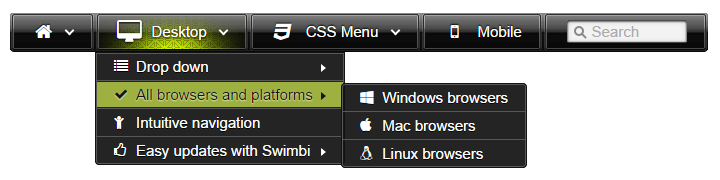 Desktop
CSS Menu
Mobile
Search
Drop down
All browsers and platforms
Intuitive navigation
Easy updates with Swimbi
Windows browsers
Mac browsers
Linux browsers